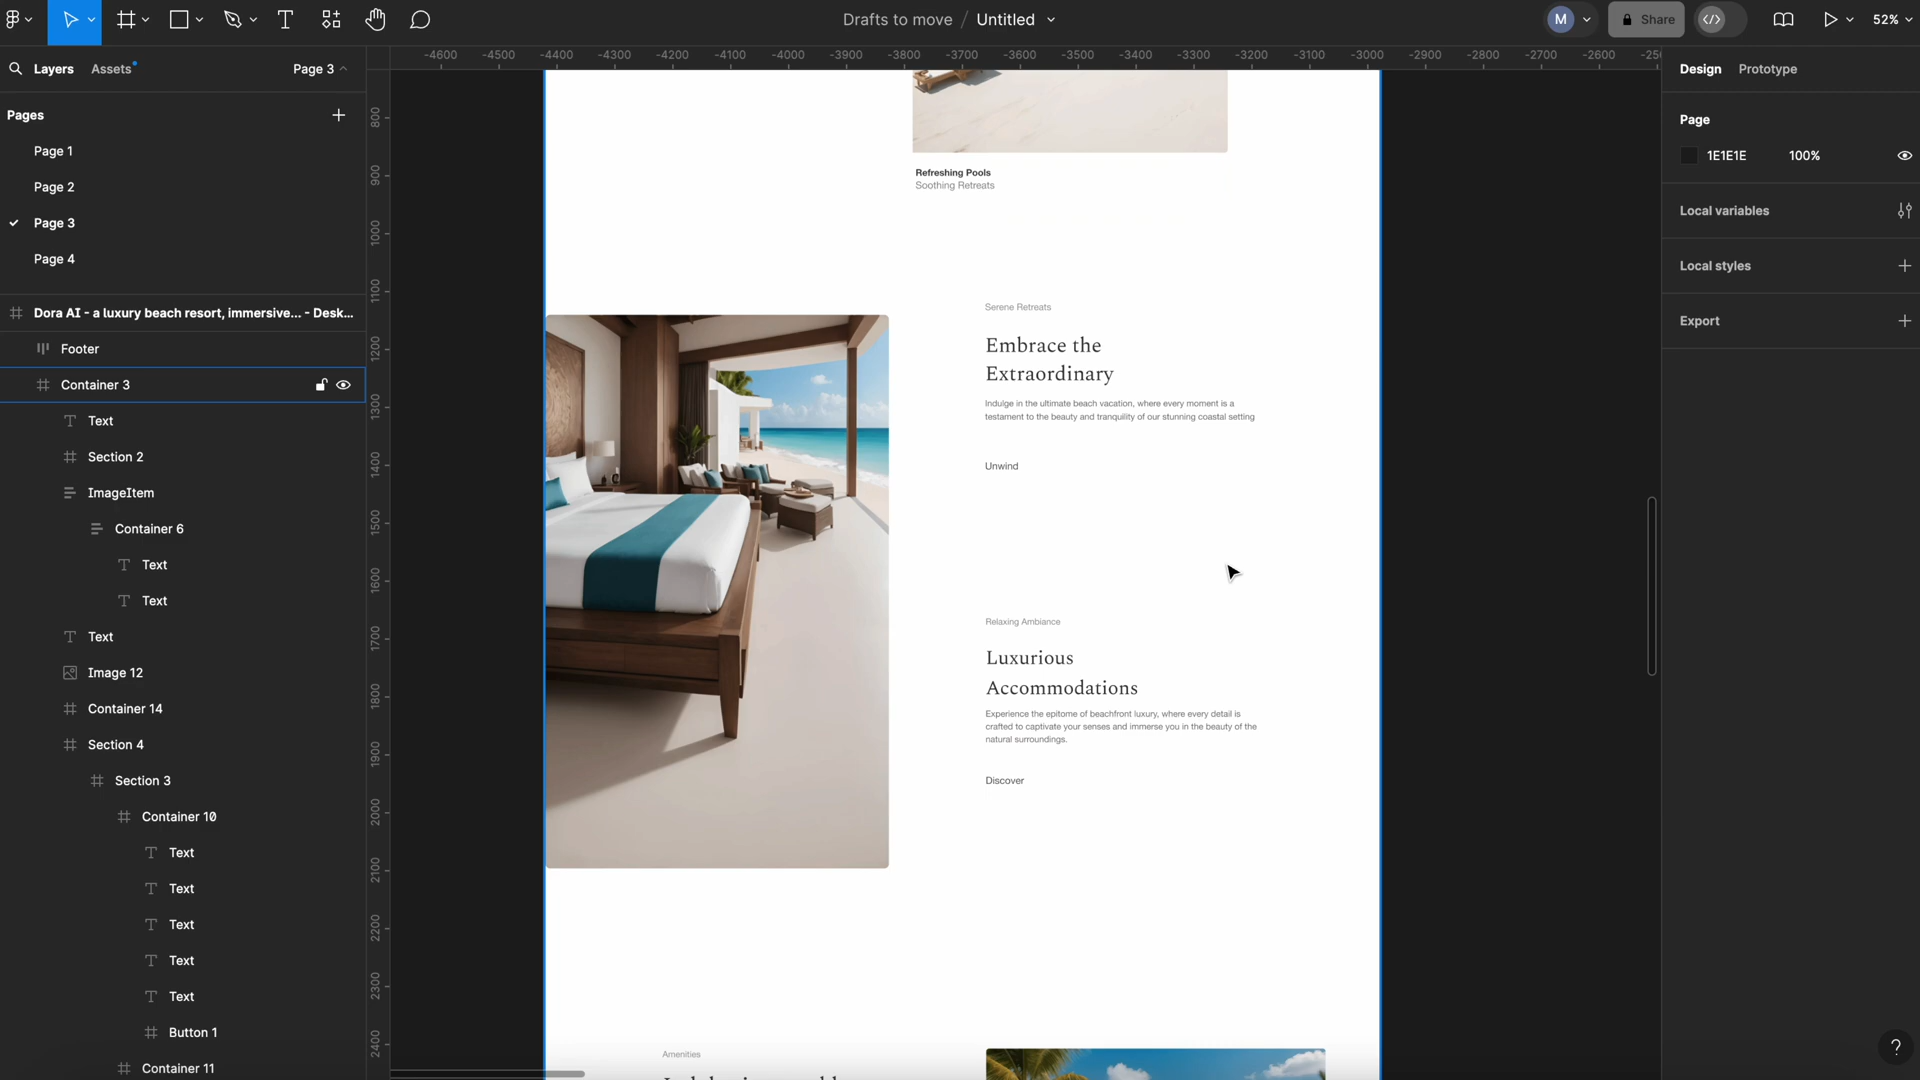 Drafts to move / Untitled
M
Share
52%
Layers
Assets
Page 3
Pages
Page 1
Page 2
Page 3
Page 4
Dora AI - a luxury beach resort, immersive... - Desk...
Footer
Container 3
Text
Section 2
ImageItem
Container 6
Text
Text
Text
Image 12
Container 14
Section 4
Section 3
Container 10
Text
Text
Text
Text
Text
Button 1
Container 11
-4600 -4500 -4400 -4300 -4200 -4100 -4000 -3900 -3800 -3700 -3600 -3500 -3400 -3300 -3200 -3100 -3000 -2900 -2800 -2700 -2600
800
900
1000
1100
1200
1300
1400
1500
1600
1700
1800
1900
2000
2100
2200
2300
2400
Refreshing Pools
Soothing Retreats
Serene Retreats
Embrace the
Extraordinary
Indulge in the ultimate beach vacation, where every moment is a
testament to the beauty and tranquility of our stunning coastal setting
Unwind
Relaxing Ambiance
Luxurious
Accommodations
Experience the epitome of beachfront luxury, where every detail is
crafted to captivate your senses and immerse you in the beauty of the
natural surroundings.
Discover
Amenities
Design
Prototype
Page
1E1E1E
100%
Local variables
Local styles
Export
?